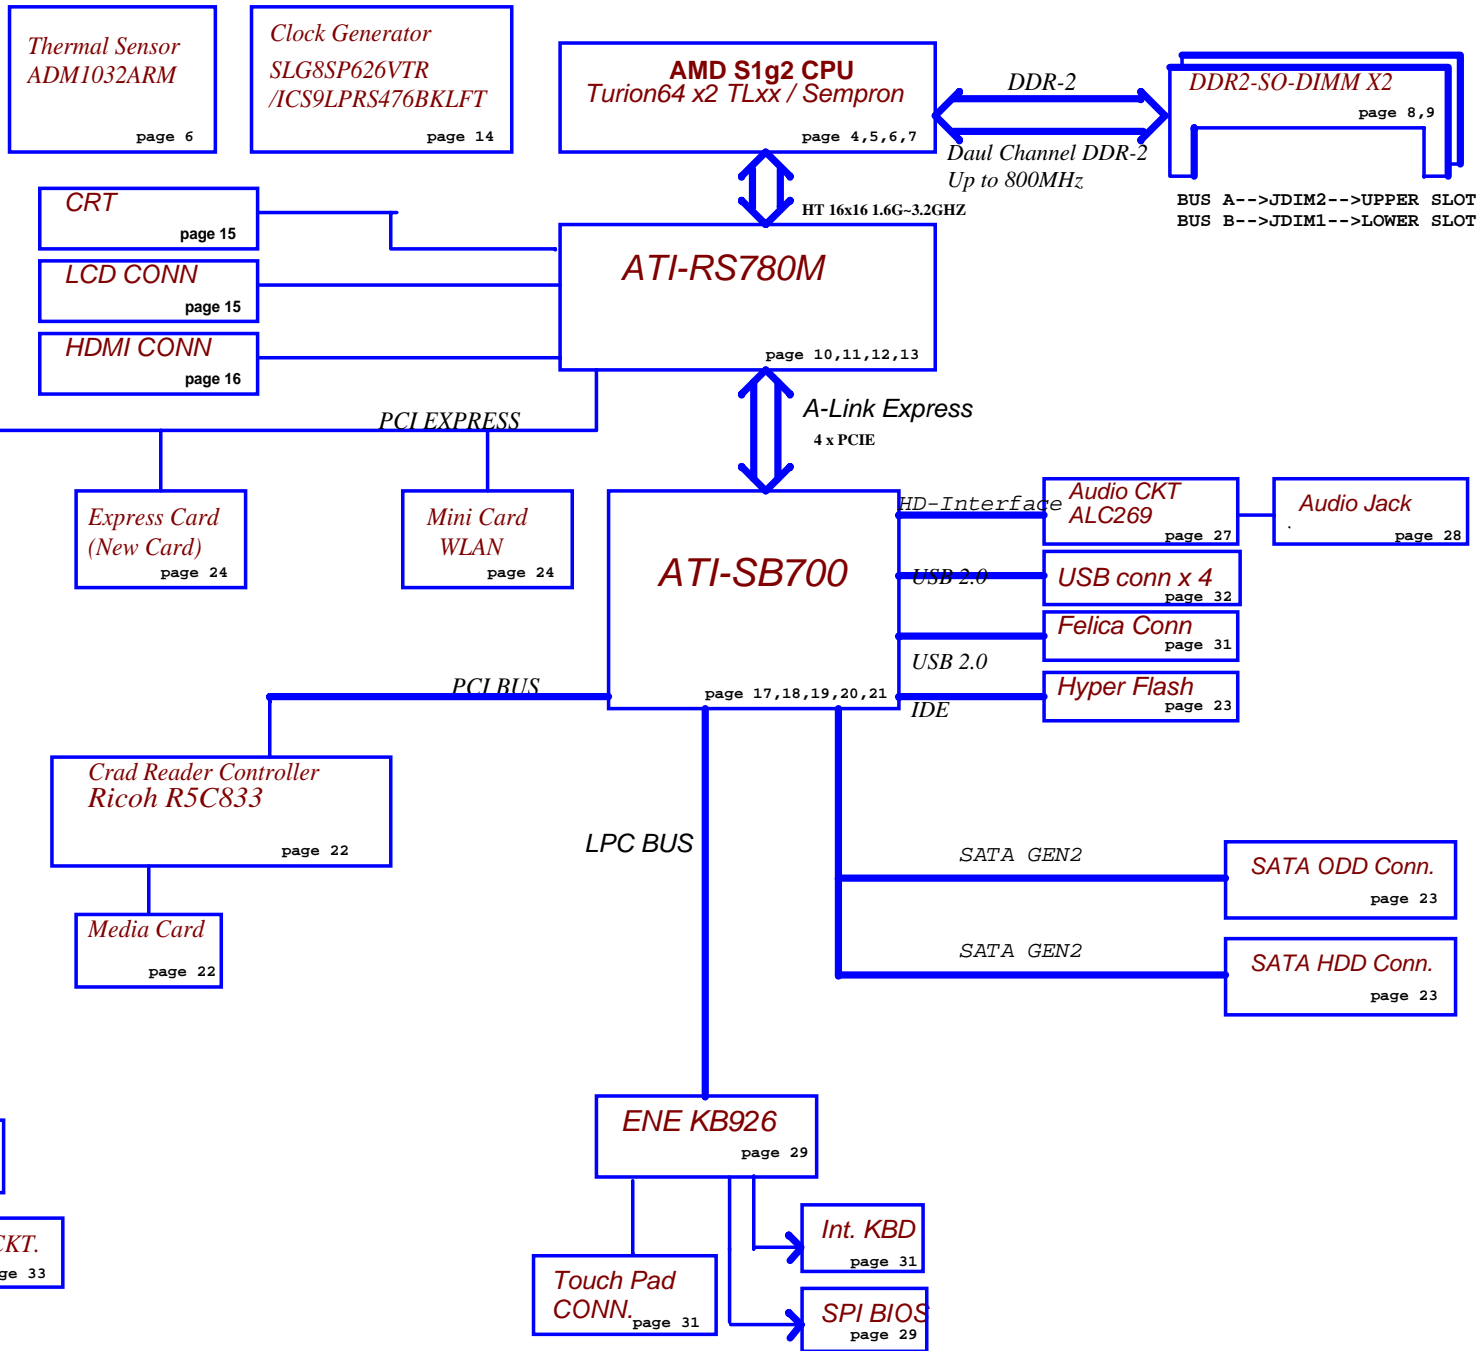 Thermal Sensor
ADM1032ARM
page 6
Clock Generator
SLG8SP626VTR
/ICS9LPRS476BKLFT
page 14
AMD S1g2 CPU
Turion64 x2 TLxx / Sempron
page 4,5,6,7
DDR-2
Daul Channel DDR-2
Up to 800MHz
DDR2-SO-DIMM X2
page 8,9
BUS A-->JDIM2-->UPPER SLOT
BUS B-->JDIM1-->LOWER SLOT
HT 16x16 1.6G~3.2GHZ
CRT
page 15
LCD CONN
page 15
HDMI CONN
page 16
ATI-RS780M
page 10,11,12,13
PCI EXPRESS
A-Link Express
4 x PCIE
Express Card
(New Card)
page 24
Mini Card
WLAN
page 24
ATI-SB700
page 17,18,19,20,21
HD-Interface
Audio CKT
ALC269
page 27
Audio Jack
page 28
USB 2.0
USB conn x 4
page 32
Felica Conn
page 31
USB 2.0
Hyper Flash
page 23
IDE
PCI BUS
Crad Reader Controller
Ricoh R5C833
page 22
Media Card
page 22
LPC BUS
SATA GEN2
SATA ODD Conn.
page 23
SATA GEN2
SATA HDD Conn.
page 23
ENE KB926
page 29
Int. KBD
page 31
Touch Pad
CONN.
page 31
SPI BIOS
page 29
CKT.
ge 33